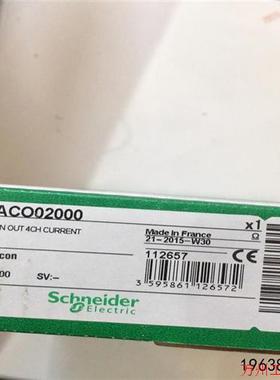 ACO02000 x1
N OUT 4CH CURRENT Made in France
21-2015-W30
con 112657
00 SV:-
Schneider
Electric
3 595861 126572
19638